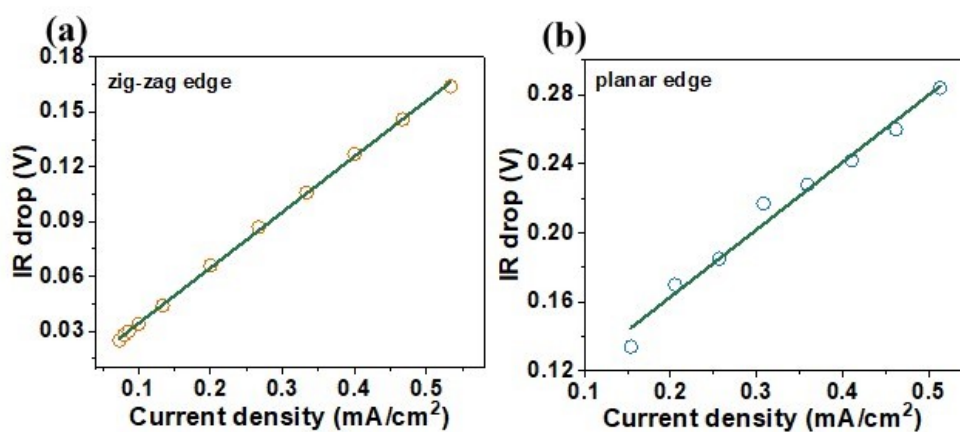 (a)
zig-zag edge
0.18
0.15
0.12
0.09
0.06
0.03
IR drop (V)
0.1 0.2 0.3 0.4 0.5
Current density (mA/cm²)
(b)
planar edge
0.28
0.24
0.20
0.16
0.12
IR drop (V)
0.1 0.2 0.3 0.4 0.5
Current density (mA/cm²)